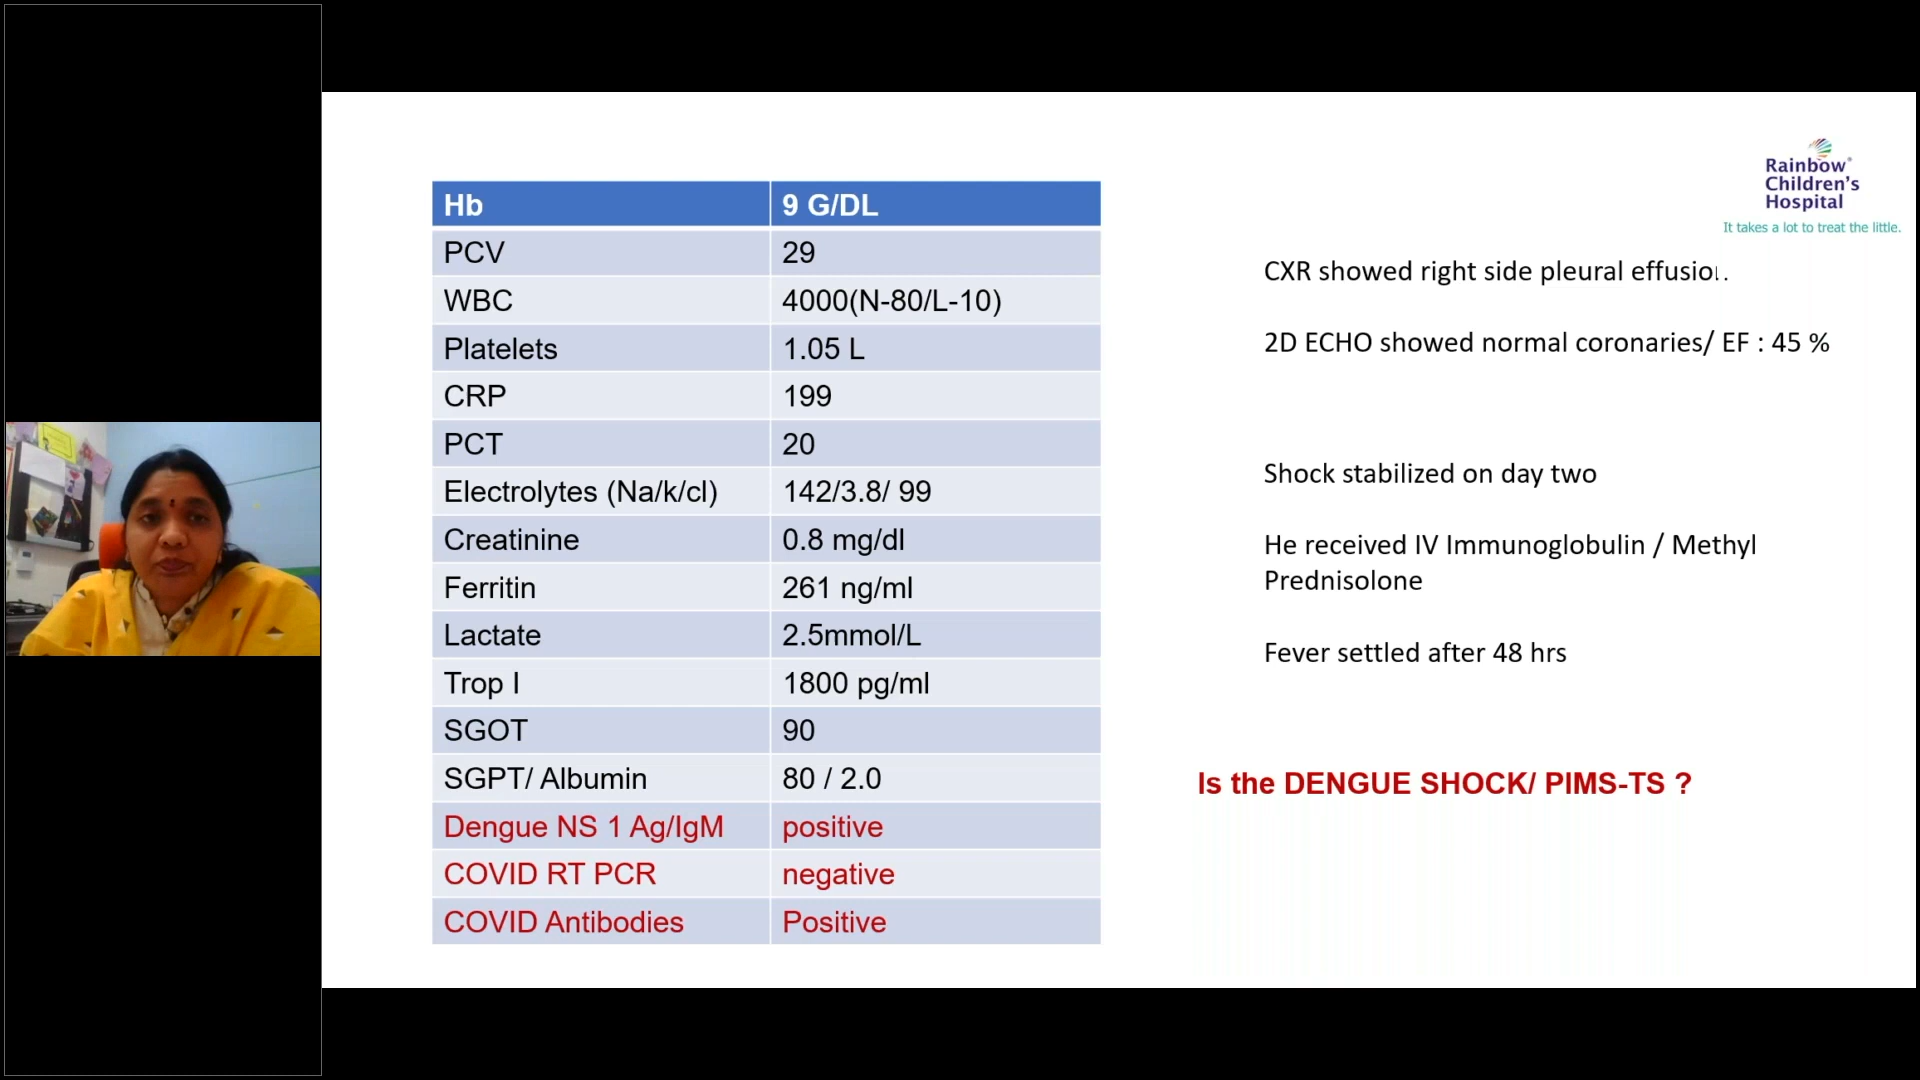 Hb 9 G/DL
PCV 29
WBC 4000(N-80/L-10)
Platelets 1.05 L
CRP 199
PCT 20
Electrolytes (Na/k/cl) 142/3.8/ 99
Creatinine 0.8 mg/dl
Ferritin 261 ng/ml
Lactate 2.5mmol/L
Trop I 1800 pg/ml
SGOT 90
SGPT/ Albumin 80 / 2.0
Dengue NS 1 Ag/IgM positive
COVID RT PCR negative
COVID Antibodies Positive
Rainbow®
Children's
Hospital
It takes a lot to treat the little.
CXR showed right side pleural
2D ECHO showed normal coronaries/ EF : 45 %
Shock stabilized on day two
He received IV Immunoglobulin / Methyl
Prednisolone
Fever settled after 48 hrs
Is the DENGUE SHOCK/ PIMS-TS ?